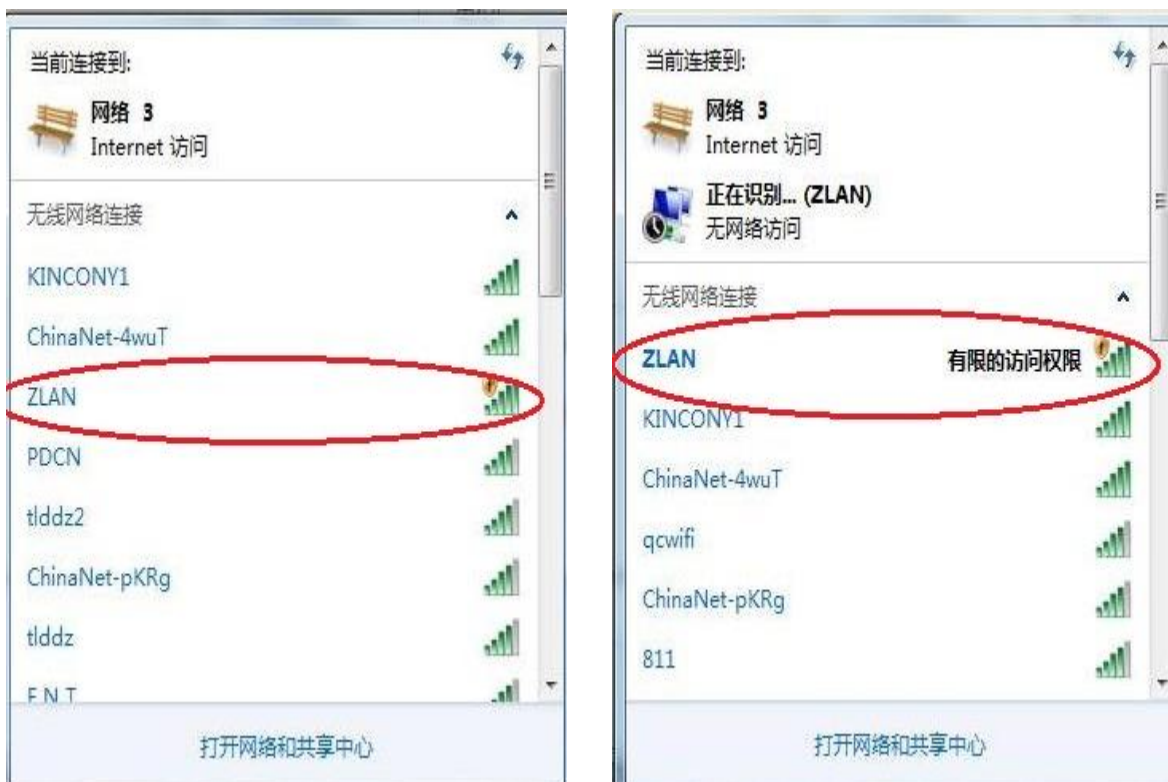 当前连接到:
网络 3
Internet 访问
无线网络连接
KINCONY1
ChinaNet-4wuT
ZLAN
PDCN
tlddz2
ChinaNet-pKRg
tlddz
F.N.T
打开网络和共享中心
当前连接到:
网络 3
Internet 访问
正在识别... (ZLAN)
无网络访问
无线网络连接
ZLAN 有限的访问权限
KINCONY1
ChinaNet-4wuT
qcwifi
ChinaNet-pKRg
811
打开网络和共享中心